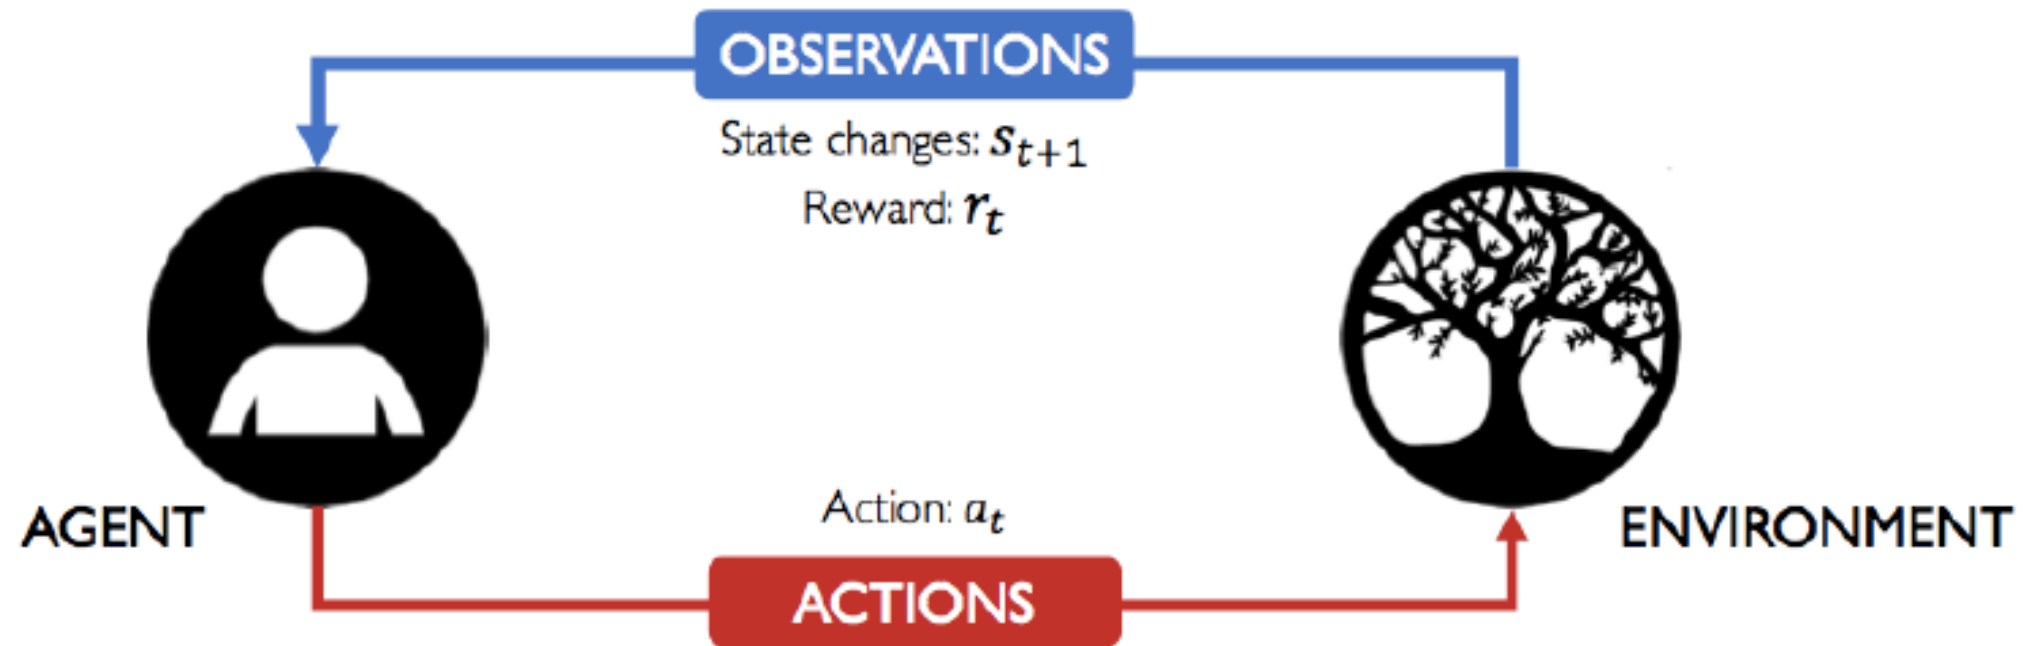 OBSERVATIONS
State changes: s_{t+1}
Reward: r_t
AGENT
Action: a_t
ENVIRONMENT
ACTIONS